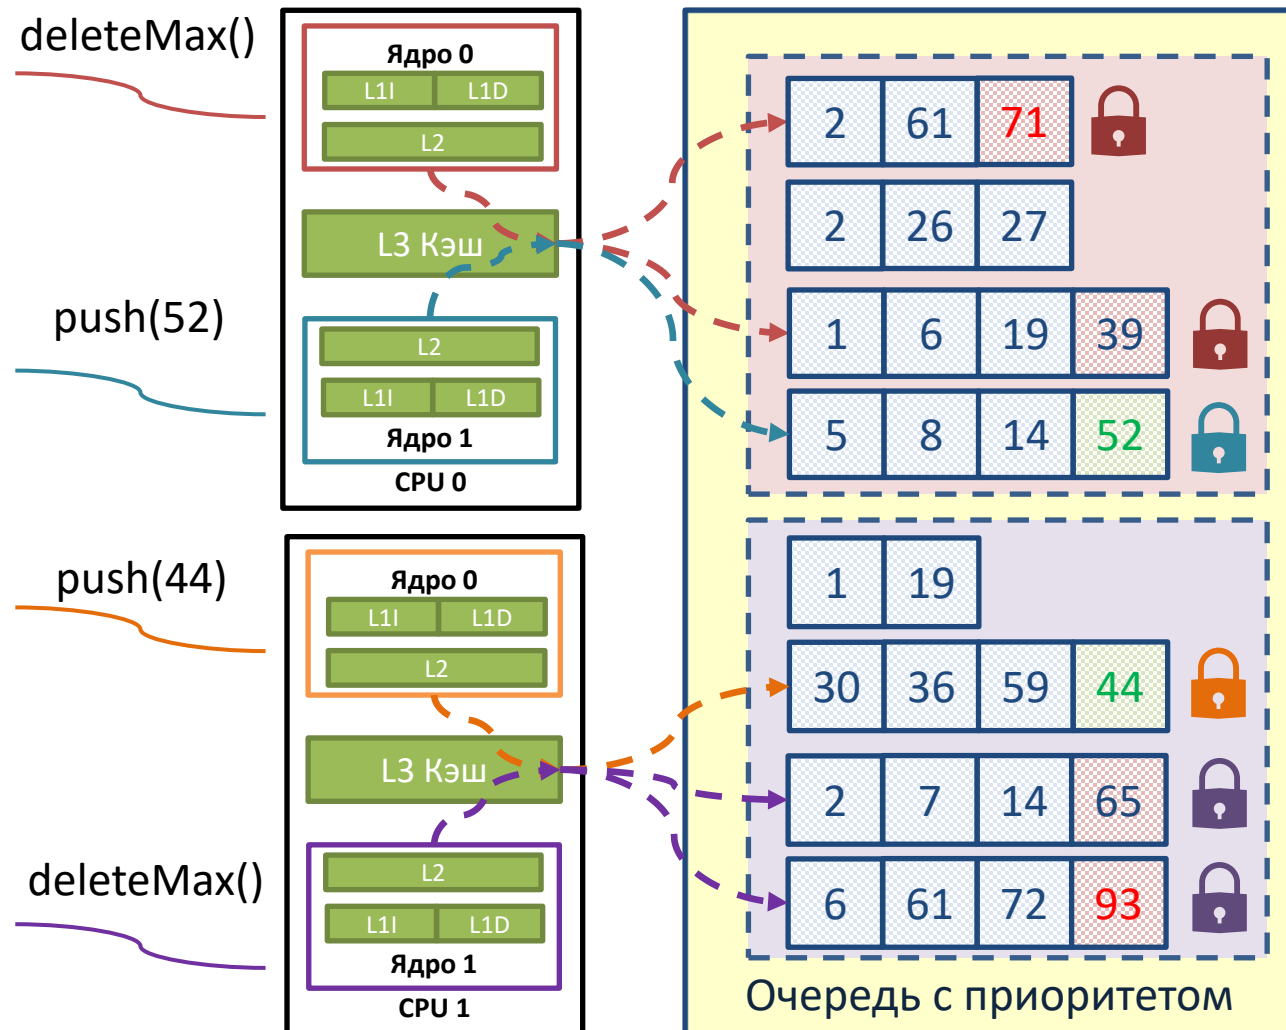 deleteMax()
Ядро 0
L1I L1D
L2
L3 Кэш
push(52)
L2
L1I L1D
Ядро 1
CPU 0
2 61 71
2 26 27
1 6 19 39
5 8 14 52
push(44)
Ядро 0
L1I L1D
L2
L3 Кэш
deleteMax()
L2
L1I L1D
Ядро 1
CPU 1
1 19
30 36 59 44
2 7 14 65
6 61 72 93
Очередь с приоритетом